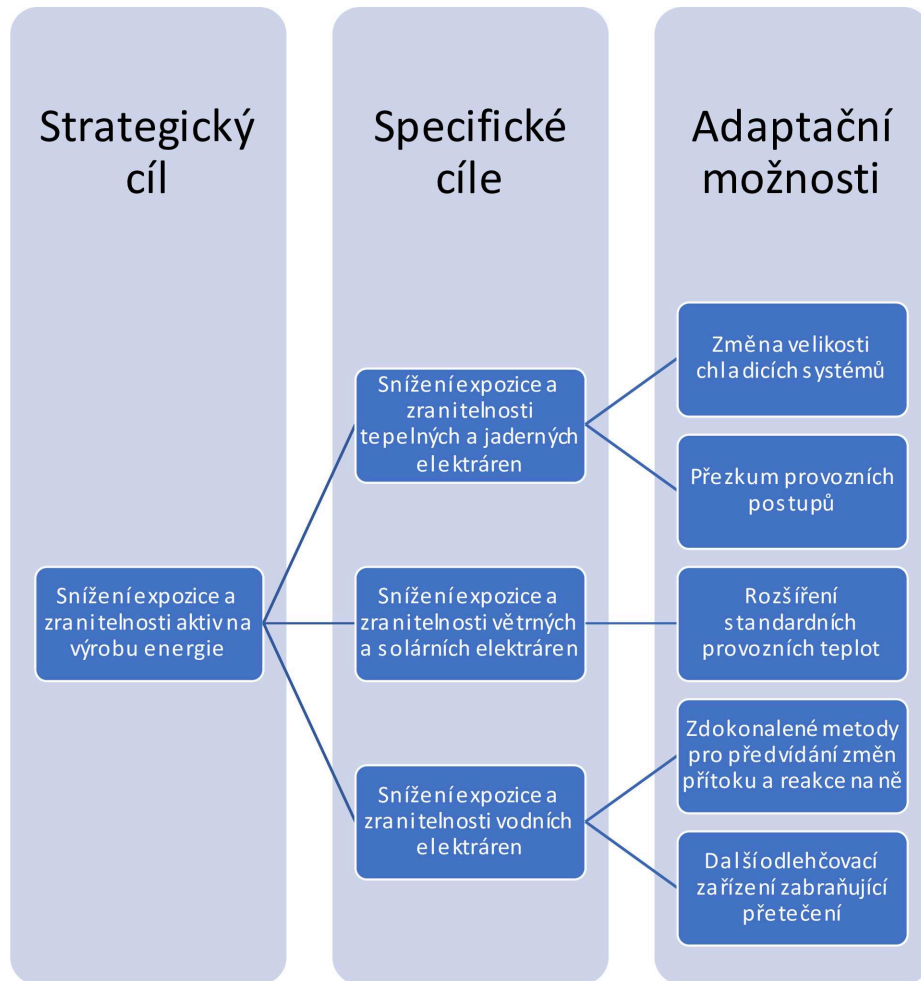 Strategický
cíl
Specifické
cíle
Adaptační
možnosti
Snížení expozice a
zranitelnosti aktiv na
výrobu energie
Snížení expozice a
zranitelnosti
tepelných a jaderných
elektráren
Snížení expozice a
zranitelnosti větrných
a solárních elektráren
Snížení expozice a
zranitelnosti vodních
elektráren
Změna velikosti
chladicích systémů
Přezkum provozních
postupů
Rozšíření
standardních
provozních teplot
Zdokonalené metody
pro předvídání změn
přítoku a reakce na ně
Další odlehčovací
zařízení zabraňující
přetečení